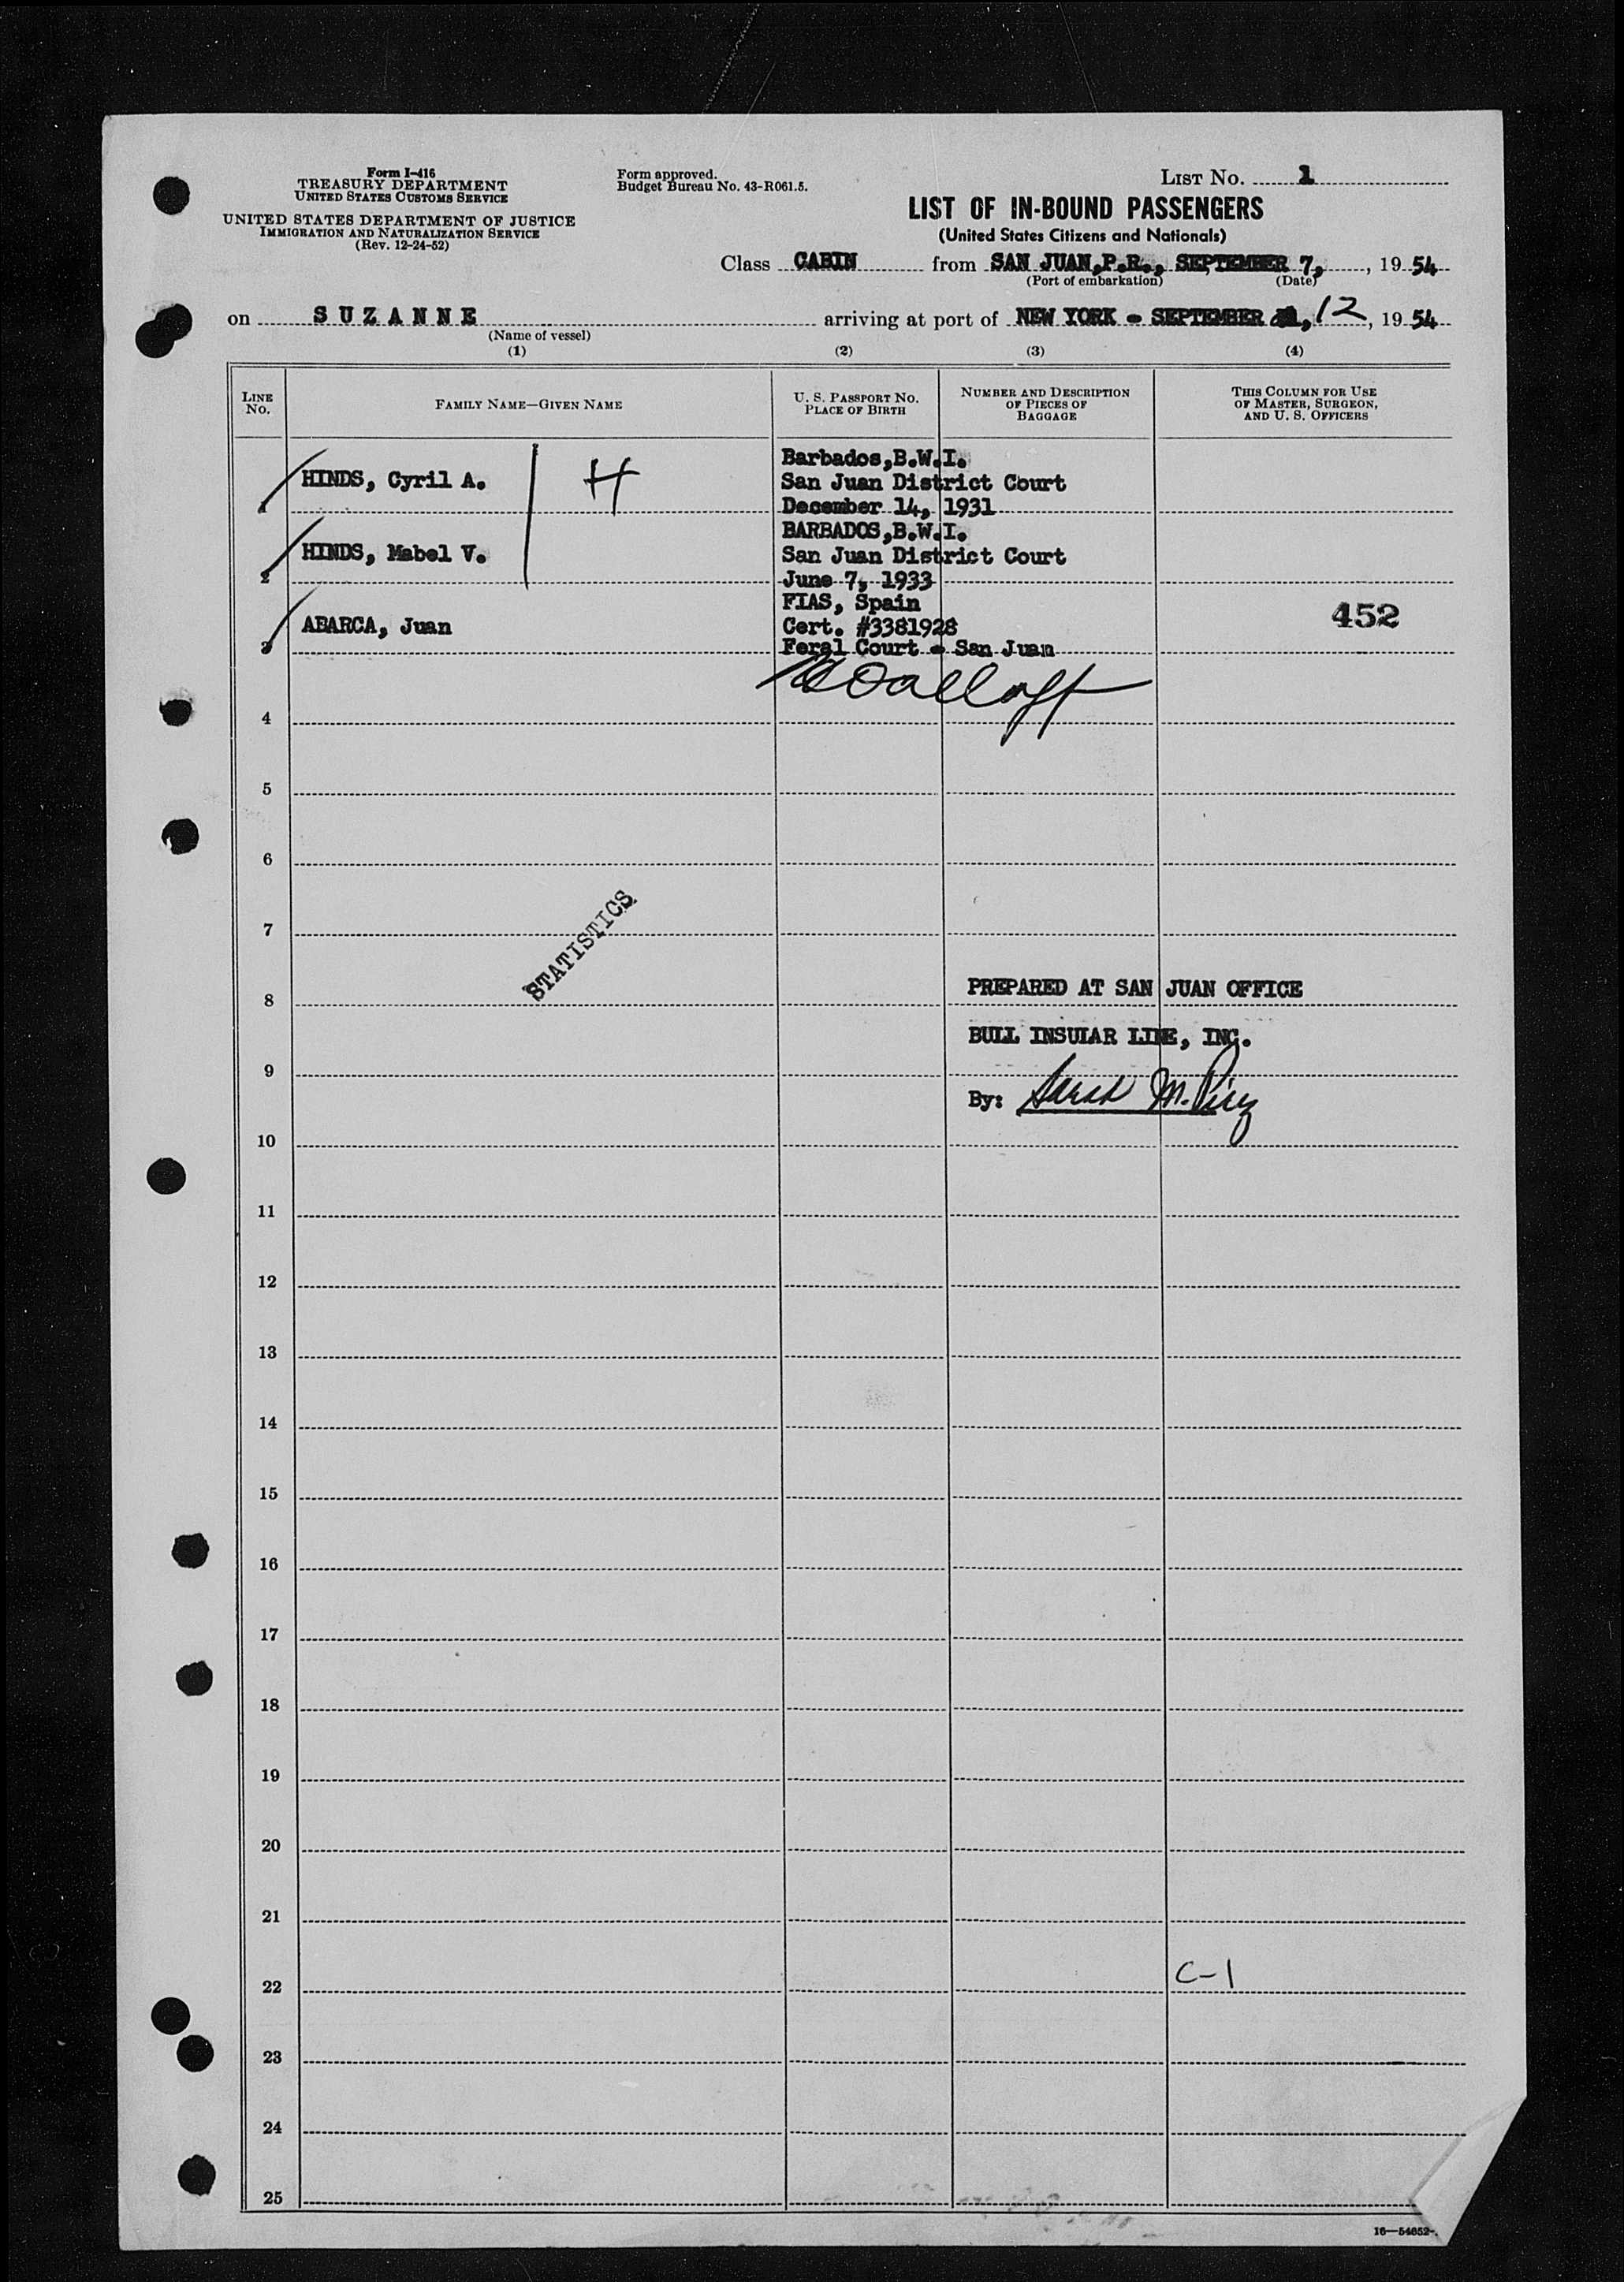 Form I-416
TREASURY DEPARTMENT
UNITED STATES CUSTOMS SERVICE
UNITED STATES DEPARTMENT OF JUSTICE
IMMIGRATION AND NATURALIZATION SERVICE
(Rev. 12-24-52)
Form approved.
Budget Bureau No. 43-R061.5.
LIST NO. 1
LIST OF IN-BOUND PASSENGERS
(United States Citizens and Nationals)
Class CABIN from SAN JUAN,P.R., SEPTEMBER 7, , 19 54
(Port of embarkation) (Date)
on SUZANNE arriving at port of NEW YORK - SEPTEMBER , 12 , 19 54
(Name of vessel)
(1) (2) (3) (4)
LINE NO. FAMILY NAME—GIVEN NAME U. S. PASSPORT NO. PLACE OF BIRTH NUMBER AND DESCRIPTION OF PIECES OF BAGGAGE THIS COLUMN FOR USE OF MASTER, SURGEON, AND U. S. OFFICERS
Barbados,B.W.I.
1 HINDS, Cyril A. H San Juan District Court
December 14, 1931
BARBADOS,B.W.I.
2 HINDS, Mabel V. San Juan District Court
June 7, 1933
FIAS, Spain
3 ABARCA, Juan Cert. #3381928 452
Feral Court - San Juan
4
5
6
7
STATISTICS
8 PREPARED AT SAN JUAN OFFICE
BULL INSULAR LINE, INC.
9
By: Sarah M.
10
11
12
13
14
15
16
17
18
19
20
21
22 C-1
23
24
25
16—54652-